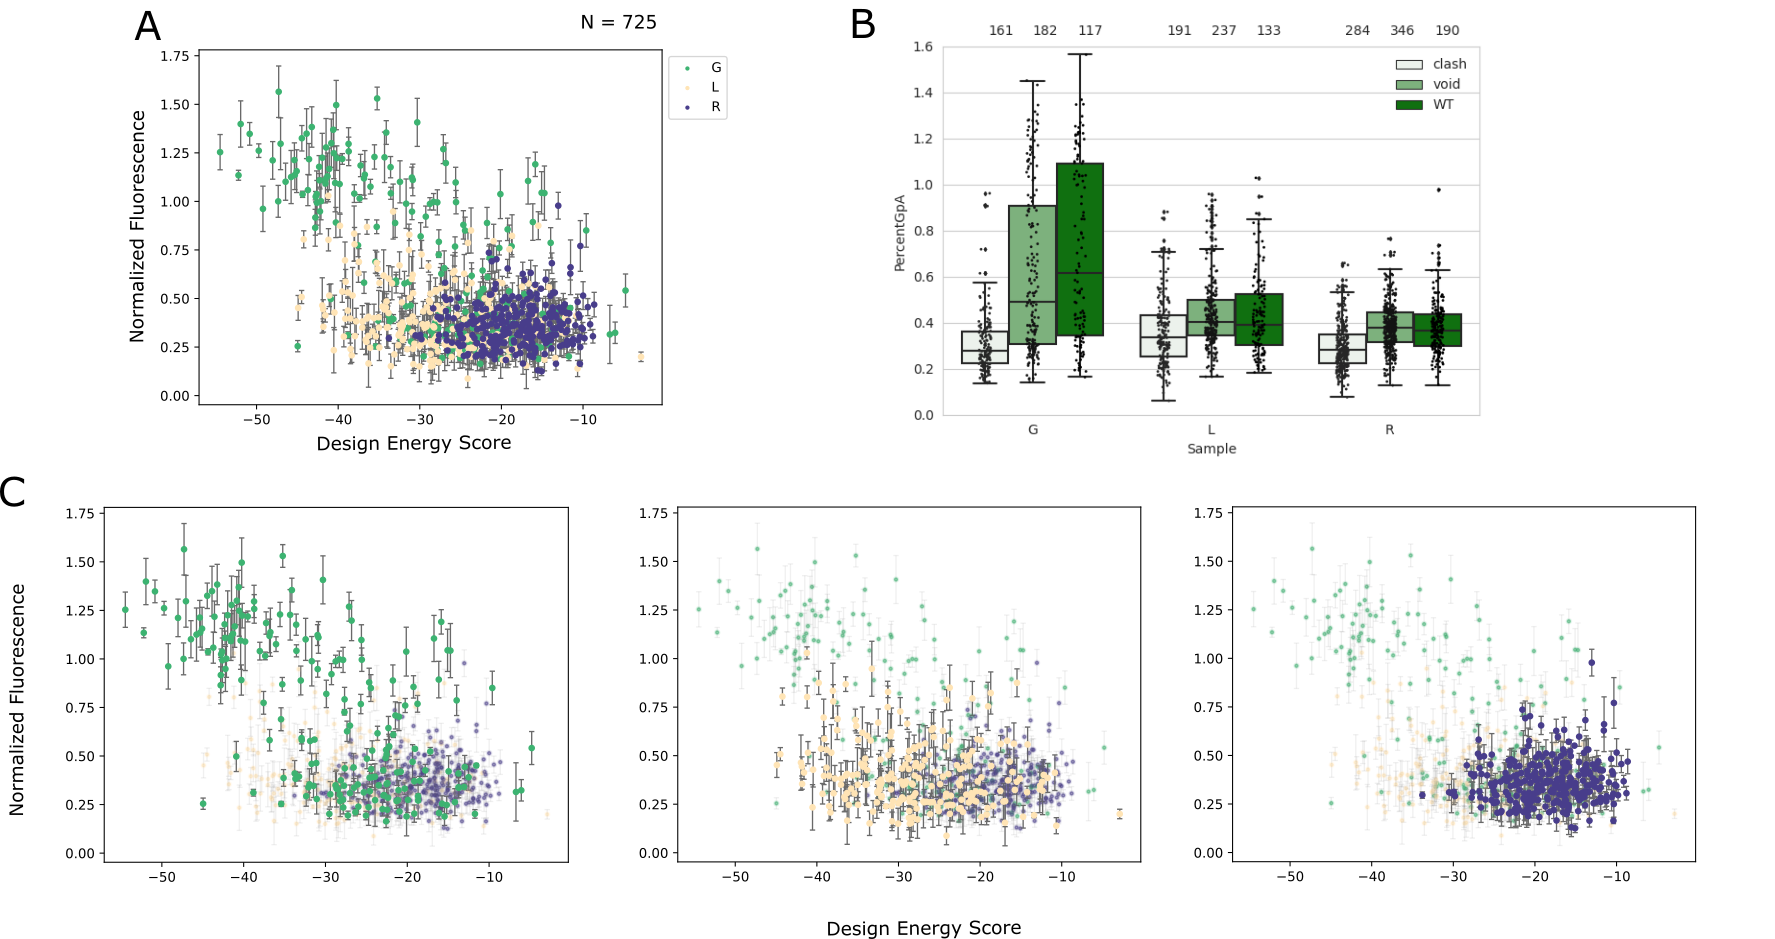 A
N = 725
1.75
1.50
1.25
1.00
0.75
0.50
0.25
0.00
Normalized Fluorescence
−50 −40 −30 −20 −10
Design Energy Score
G
L
R
B
161 182 117 191 237 133 284 346 190
1.6
1.4
1.2
1.0
0.8
0.6
0.4
0.2
0.0
PercentGpA
clash
void
WT
G L R
Sample
C
Normalized Fluorescence
1.75
1.50
1.25
1.00
0.75
0.50
0.25
0.00
−50 −40 −30 −20 −10
1.75
1.50
1.25
1.00
0.75
0.50
0.25
0.00
−50 −40 −30 −20 −10
1.75
1.50
1.25
1.00
0.75
0.50
0.25
0.00
−50 −40 −30 −20 −10
Design Energy Score